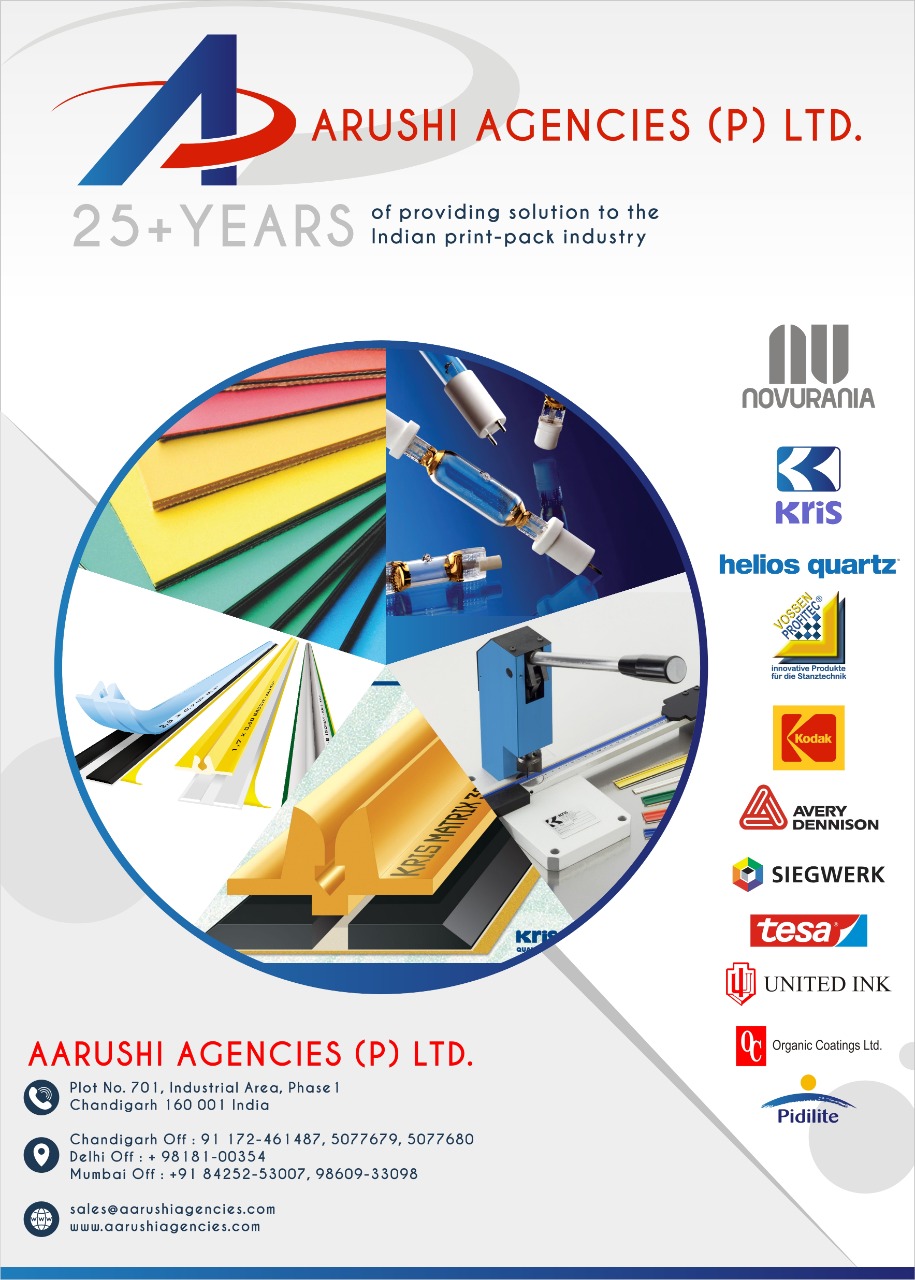 ARUSHI AGENCIES (P) LTD.
25+YEARS
of providing solution to the
Indian print-pack industry
NOVURANIA
Kris
helios quartz
VOSSEN
PROFITEC®
innovative Produkte
für die Stanztechnik
Kodak
AVERY
DENNISON
SIEGWERK
tesa®
UNITED INK
OC
Organic Coatings Ltd.
Pidilite
KRIS MATRIX
Kris
AARUSHI AGENCIES (P) LTD.
Plot No. 701, Industrial Area, Phase1
Chandigarh 160 001 India
Chandigarh Off : 91 172-461487, 5077679, 5077680
Delhi Off : + 98181-00354
Mumbai Off : +91 84252-53007, 98609-33098
www
sales@aarushiagencies.com
www.aarushiagencies.com